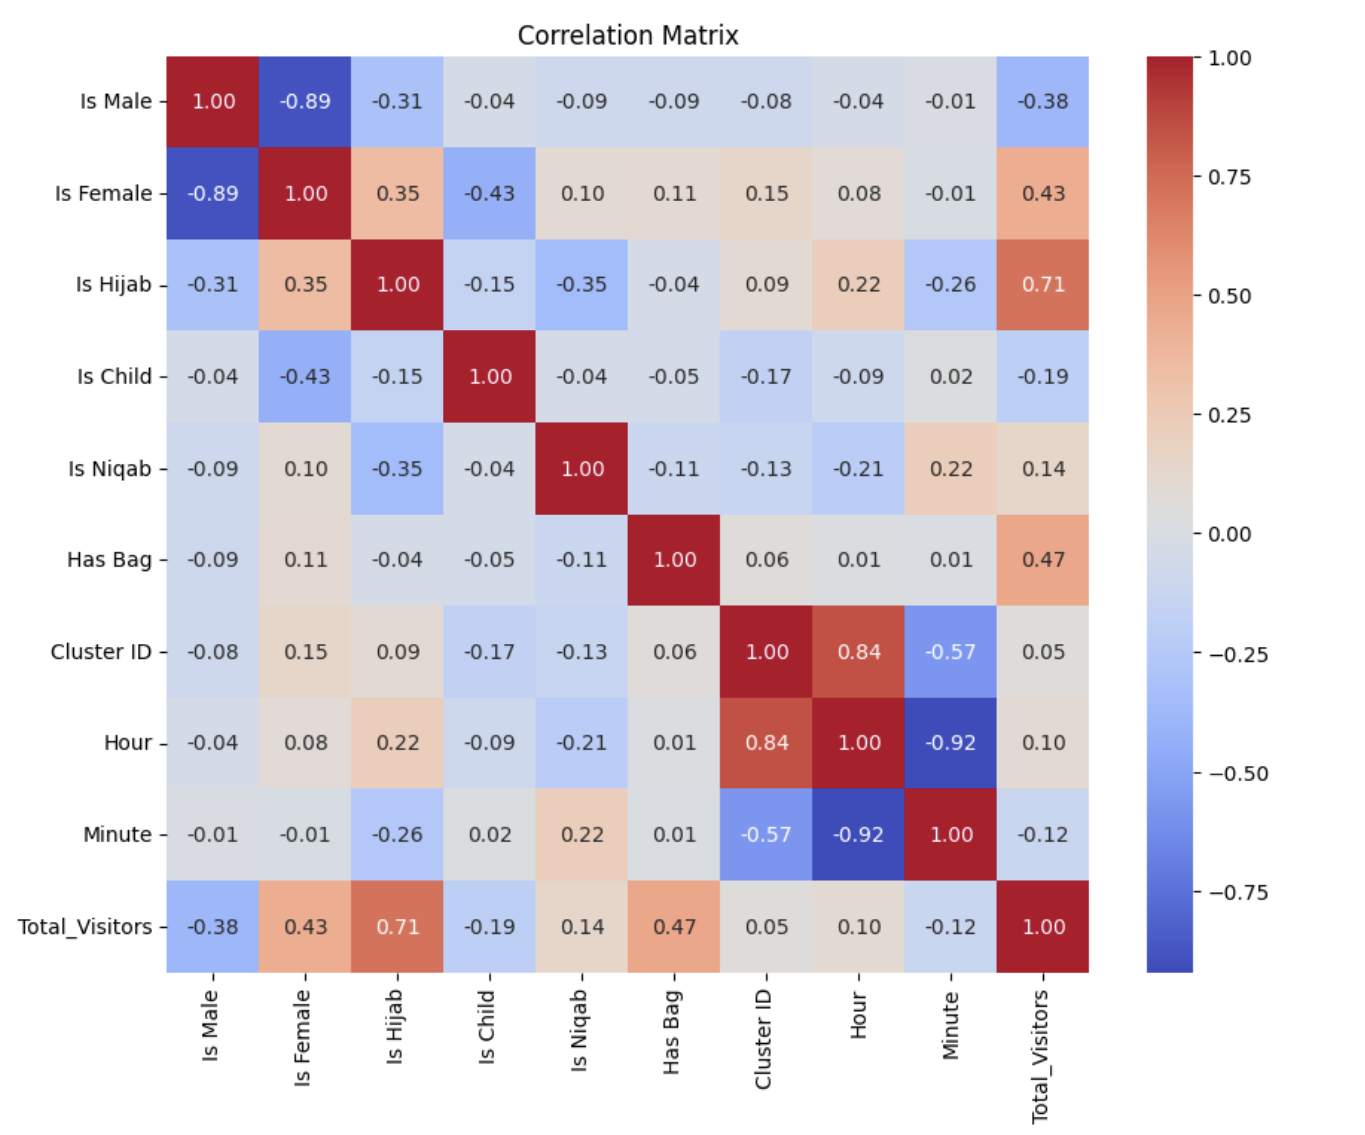 Correlation Matrix
Is Male 1.00 -0.89 -0.31 -0.04 -0.09 -0.09 -0.08 -0.04 -0.01 -0.38
Is Female -0.89 1.00 0.35 -0.43 0.10 0.11 0.15 0.08 -0.01 0.43
Is Hijab -0.31 0.35 1.00 -0.15 -0.35 -0.04 0.09 0.22 -0.26 0.71
Is Child -0.04 -0.43 -0.15 1.00 -0.04 -0.05 -0.17 -0.09 0.02 -0.19
Is Niqab -0.09 0.10 -0.35 -0.04 1.00 -0.11 -0.13 -0.21 0.22 0.14
Has Bag -0.09 0.11 -0.04 -0.05 -0.11 1.00 0.06 0.01 0.01 0.47
Cluster ID -0.08 0.15 0.09 -0.17 -0.13 0.06 1.00 0.84 -0.57 0.05
Hour -0.04 0.08 0.22 -0.09 -0.21 0.01 0.84 1.00 -0.92 0.10
Minute -0.01 -0.01 -0.26 0.02 0.22 0.01 -0.57 -0.92 1.00 -0.12
Total_Visitors -0.38 0.43 0.71 -0.19 0.14 0.47 0.05 0.10 -0.12 1.00
Is Male
Is Female
Is Hijab
Is Child
Is Niqab
Has Bag
Cluster ID
Hour
Minute
Total_Visitors
1.00
0.75
0.50
0.25
0.00
−0.25
−0.50
−0.75